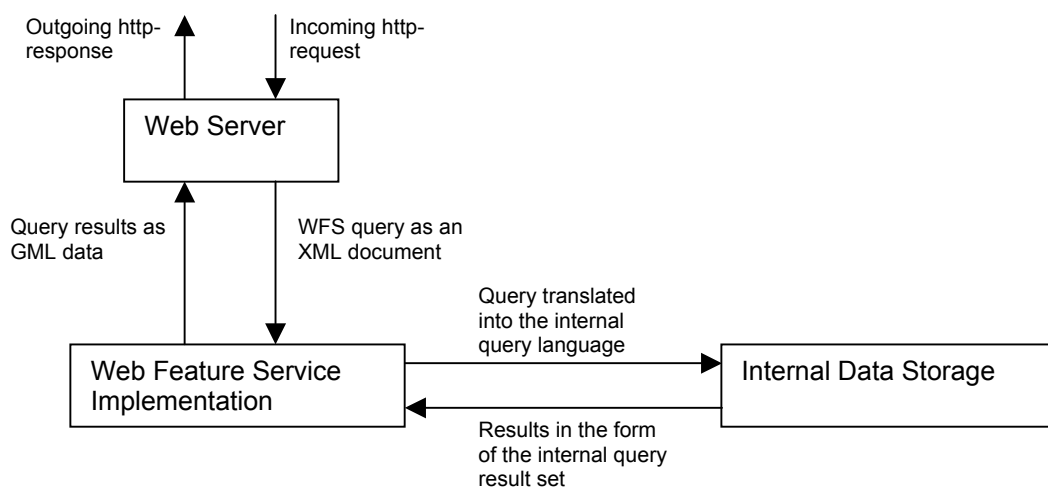 Outgoing http-
response
Incoming http-
request
Web Server
Query results as
GML data
WFS query as an
XML document
Query translated
into the internal
query language
Web Feature Service
Implementation
Internal Data Storage
Results in the form
of the internal query
result set